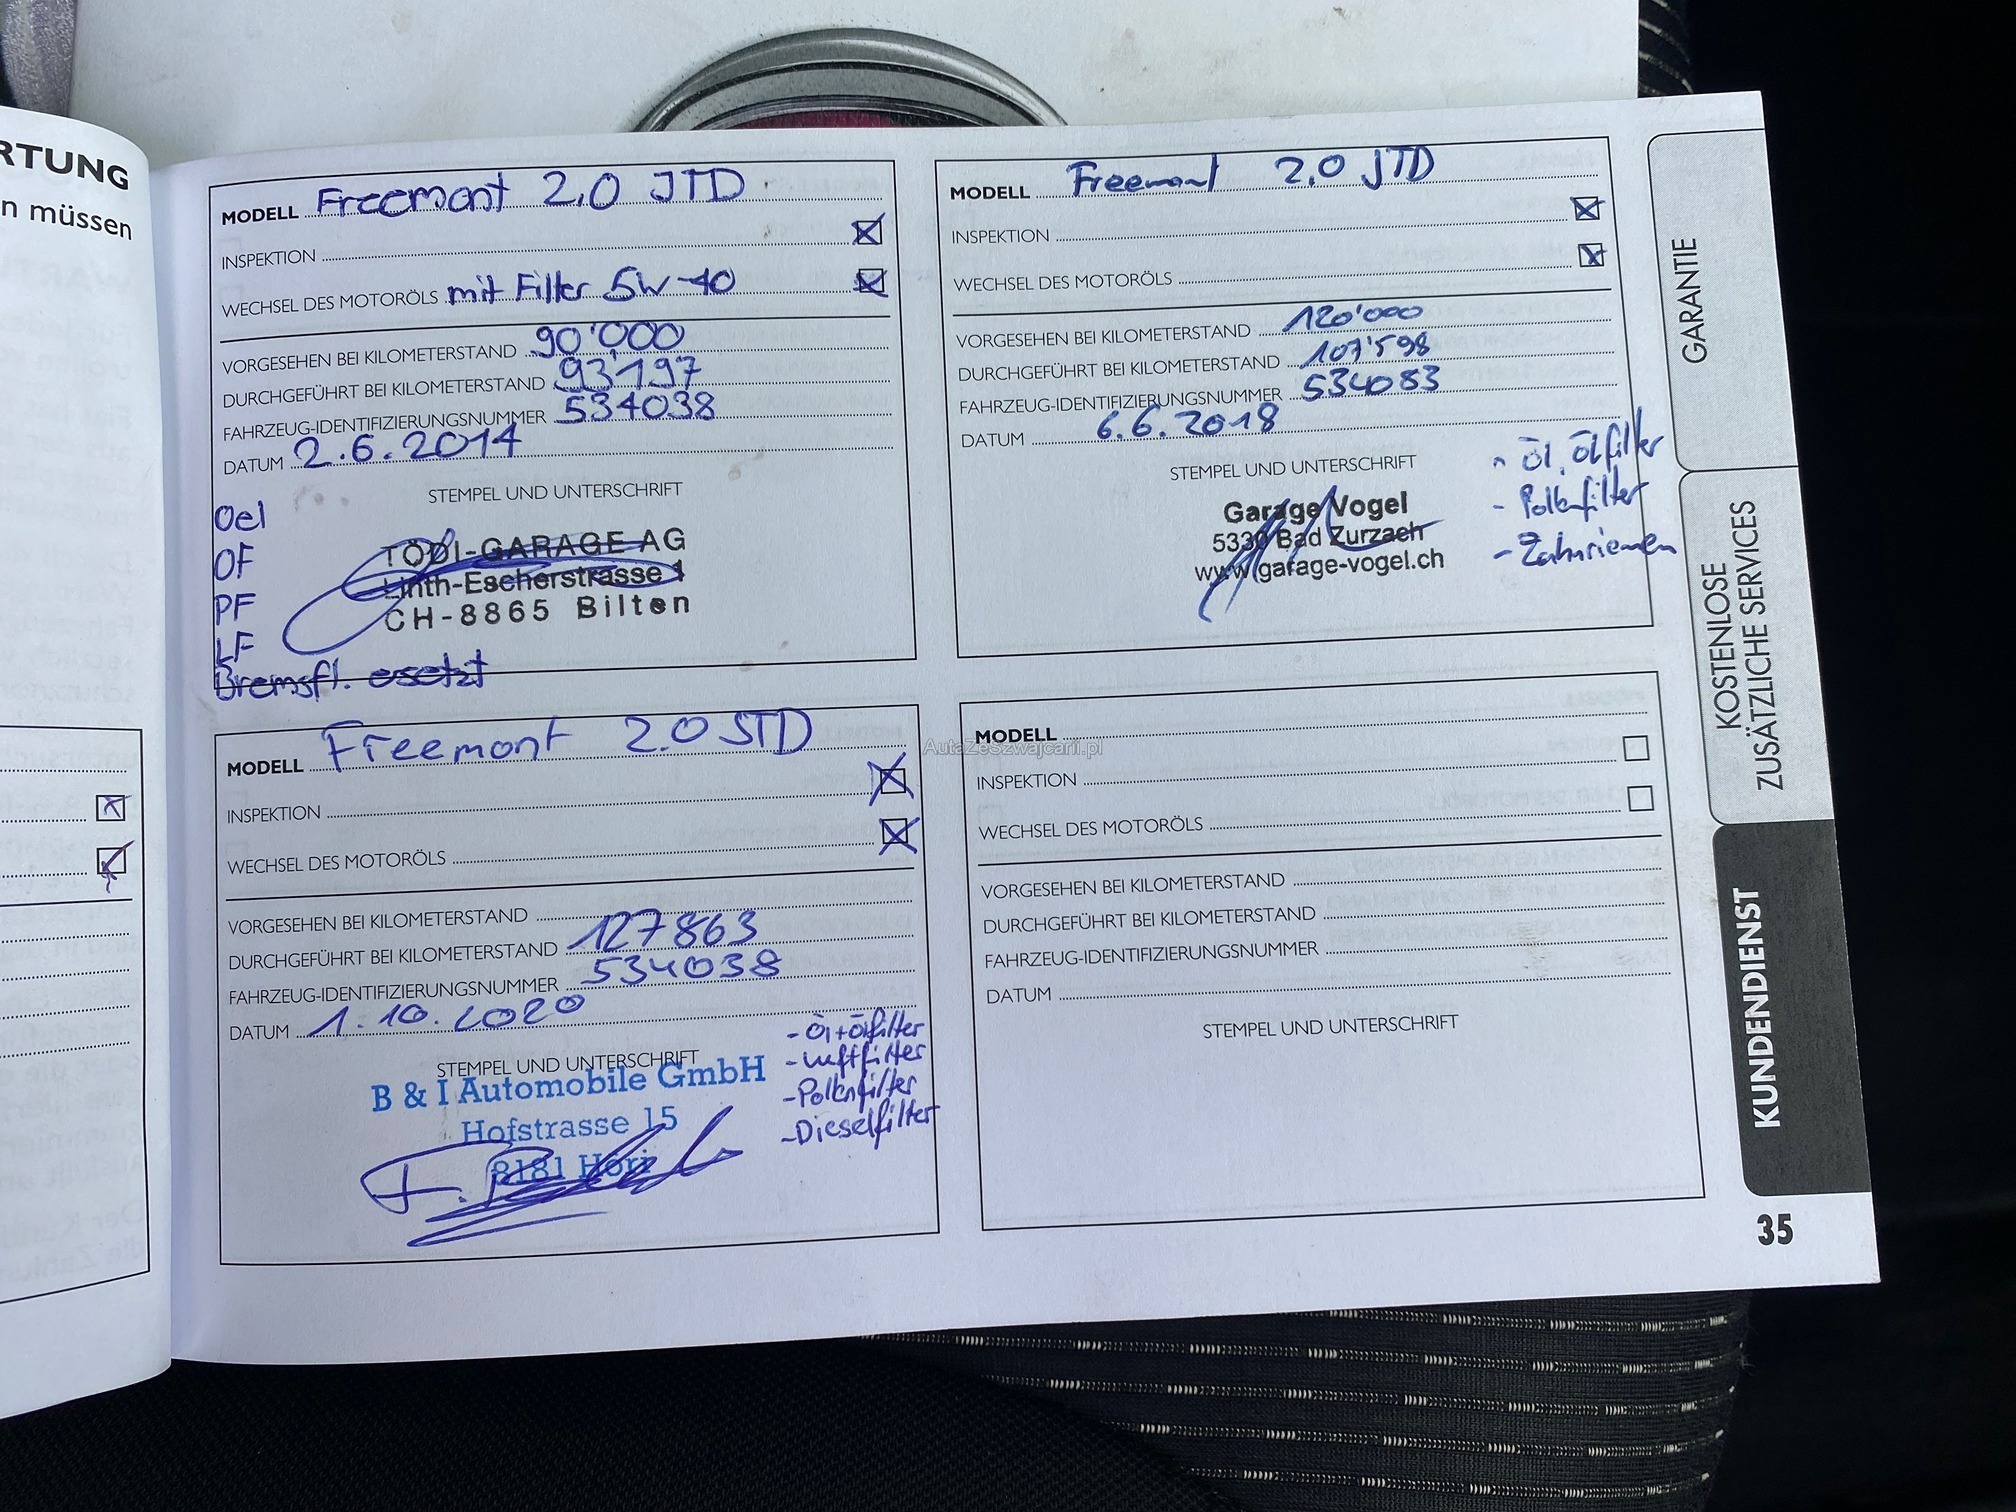 RTUNG
n müssen
MODELL Freemont 2.0 JTD
INSPEKTION
WECHSEL DES MOTORÖLS mit Filter 5W-40
VORGESEHEN BEI KILOMETERSTAND 90'000
DURCHGEFÜHRT BEI KILOMETERSTAND 93'197
FAHRZEUG-IDENTIFIZIERUNGSNUMMER 534038
DATUM 2.6.2014
STEMPEL UND UNTERSCHRIFT
Oel
OF
PF
LF
Bremsfl. ersetzt
TÖDI-GARAGE AG
Linth-Escherstrasse 1
CH-8865 Bilten
MODELL Freemont 2.0 JTD
INSPEKTION
WECHSEL DES MOTORÖLS
VORGESEHEN BEI KILOMETERSTAND 120'000
DURCHGEFÜHRT BEI KILOMETERSTAND 107'598
FAHRZEUG-IDENTIFIZIERUNGSNUMMER 534083
DATUM 6.6.2018
STEMPEL UND UNTERSCHRIFT
- Öl, Ölfilter
- Pollenfilter
- Zahnriemen
Garage Vogel
5330 Bad Zurzach
www.garage-vogel.ch
MODELL Freemont 2.0 JTD
INSPEKTION
WECHSEL DES MOTORÖLS
VORGESEHEN BEI KILOMETERSTAND
DURCHGEFÜHRT BEI KILOMETERSTAND 127863
FAHRZEUG-IDENTIFIZIERUNGSNUMMER 534038
DATUM 1.10.2020
STEMPEL UND UNTERSCHRIFT
- Öl+Ölfilter
- Luftfilter
- Pollenfilter
- Dieselfilter
B & I Automobile GmbH
Hofstrasse 15
8181 Höri
MODELL
INSPEKTION
WECHSEL DES MOTORÖLS
VORGESEHEN BEI KILOMETERSTAND
DURCHGEFÜHRT BEI KILOMETERSTAND
FAHRZEUG-IDENTIFIZIERUNGSNUMMER
DATUM
STEMPEL UND UNTERSCHRIFT
GARANTIE
KOSTENLOSE
ZUSÄTZLICHE SERVICES
KUNDENDIENST
35
AutaZeSzwajcarii.pl